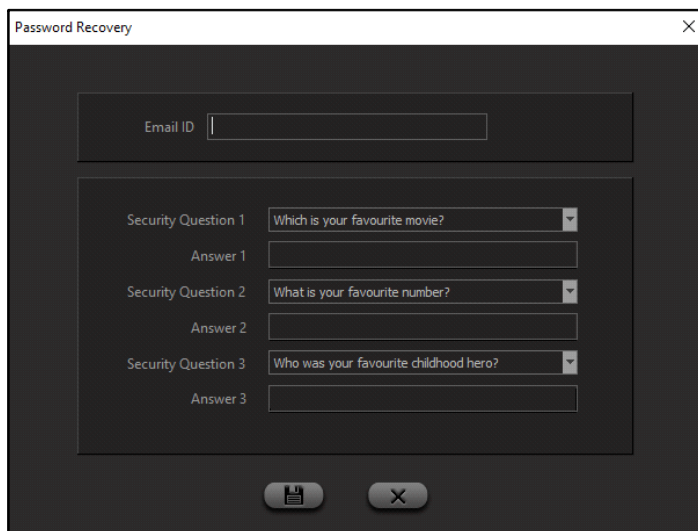 Password Recovery
Email ID
Security Question 1 Which is your favourite movie?
Answer 1
Security Question 2 What is your favourite number?
Answer 2
Security Question 3 Who was your favourite childhood hero?
Answer 3